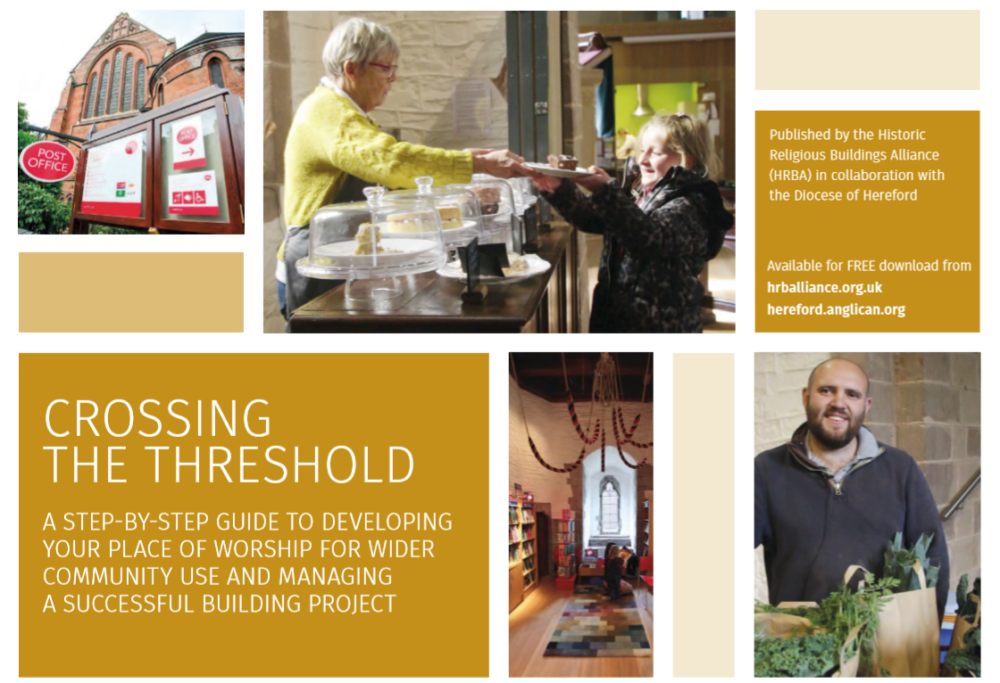 POST
OFFICE
POST
OFFICE
Published by the Historic
Religious Buildings Alliance
(HRBA) in collaboration with
the Diocese of Hereford
Available for FREE download from
hrballiance.org.uk
hereford.anglican.org
CROSSING
THE THRESHOLD
A STEP-BY-STEP GUIDE TO DEVELOPING
YOUR PLACE OF WORSHIP FOR WIDER
COMMUNITY USE AND MANAGING
A SUCCESSFUL BUILDING PROJECT